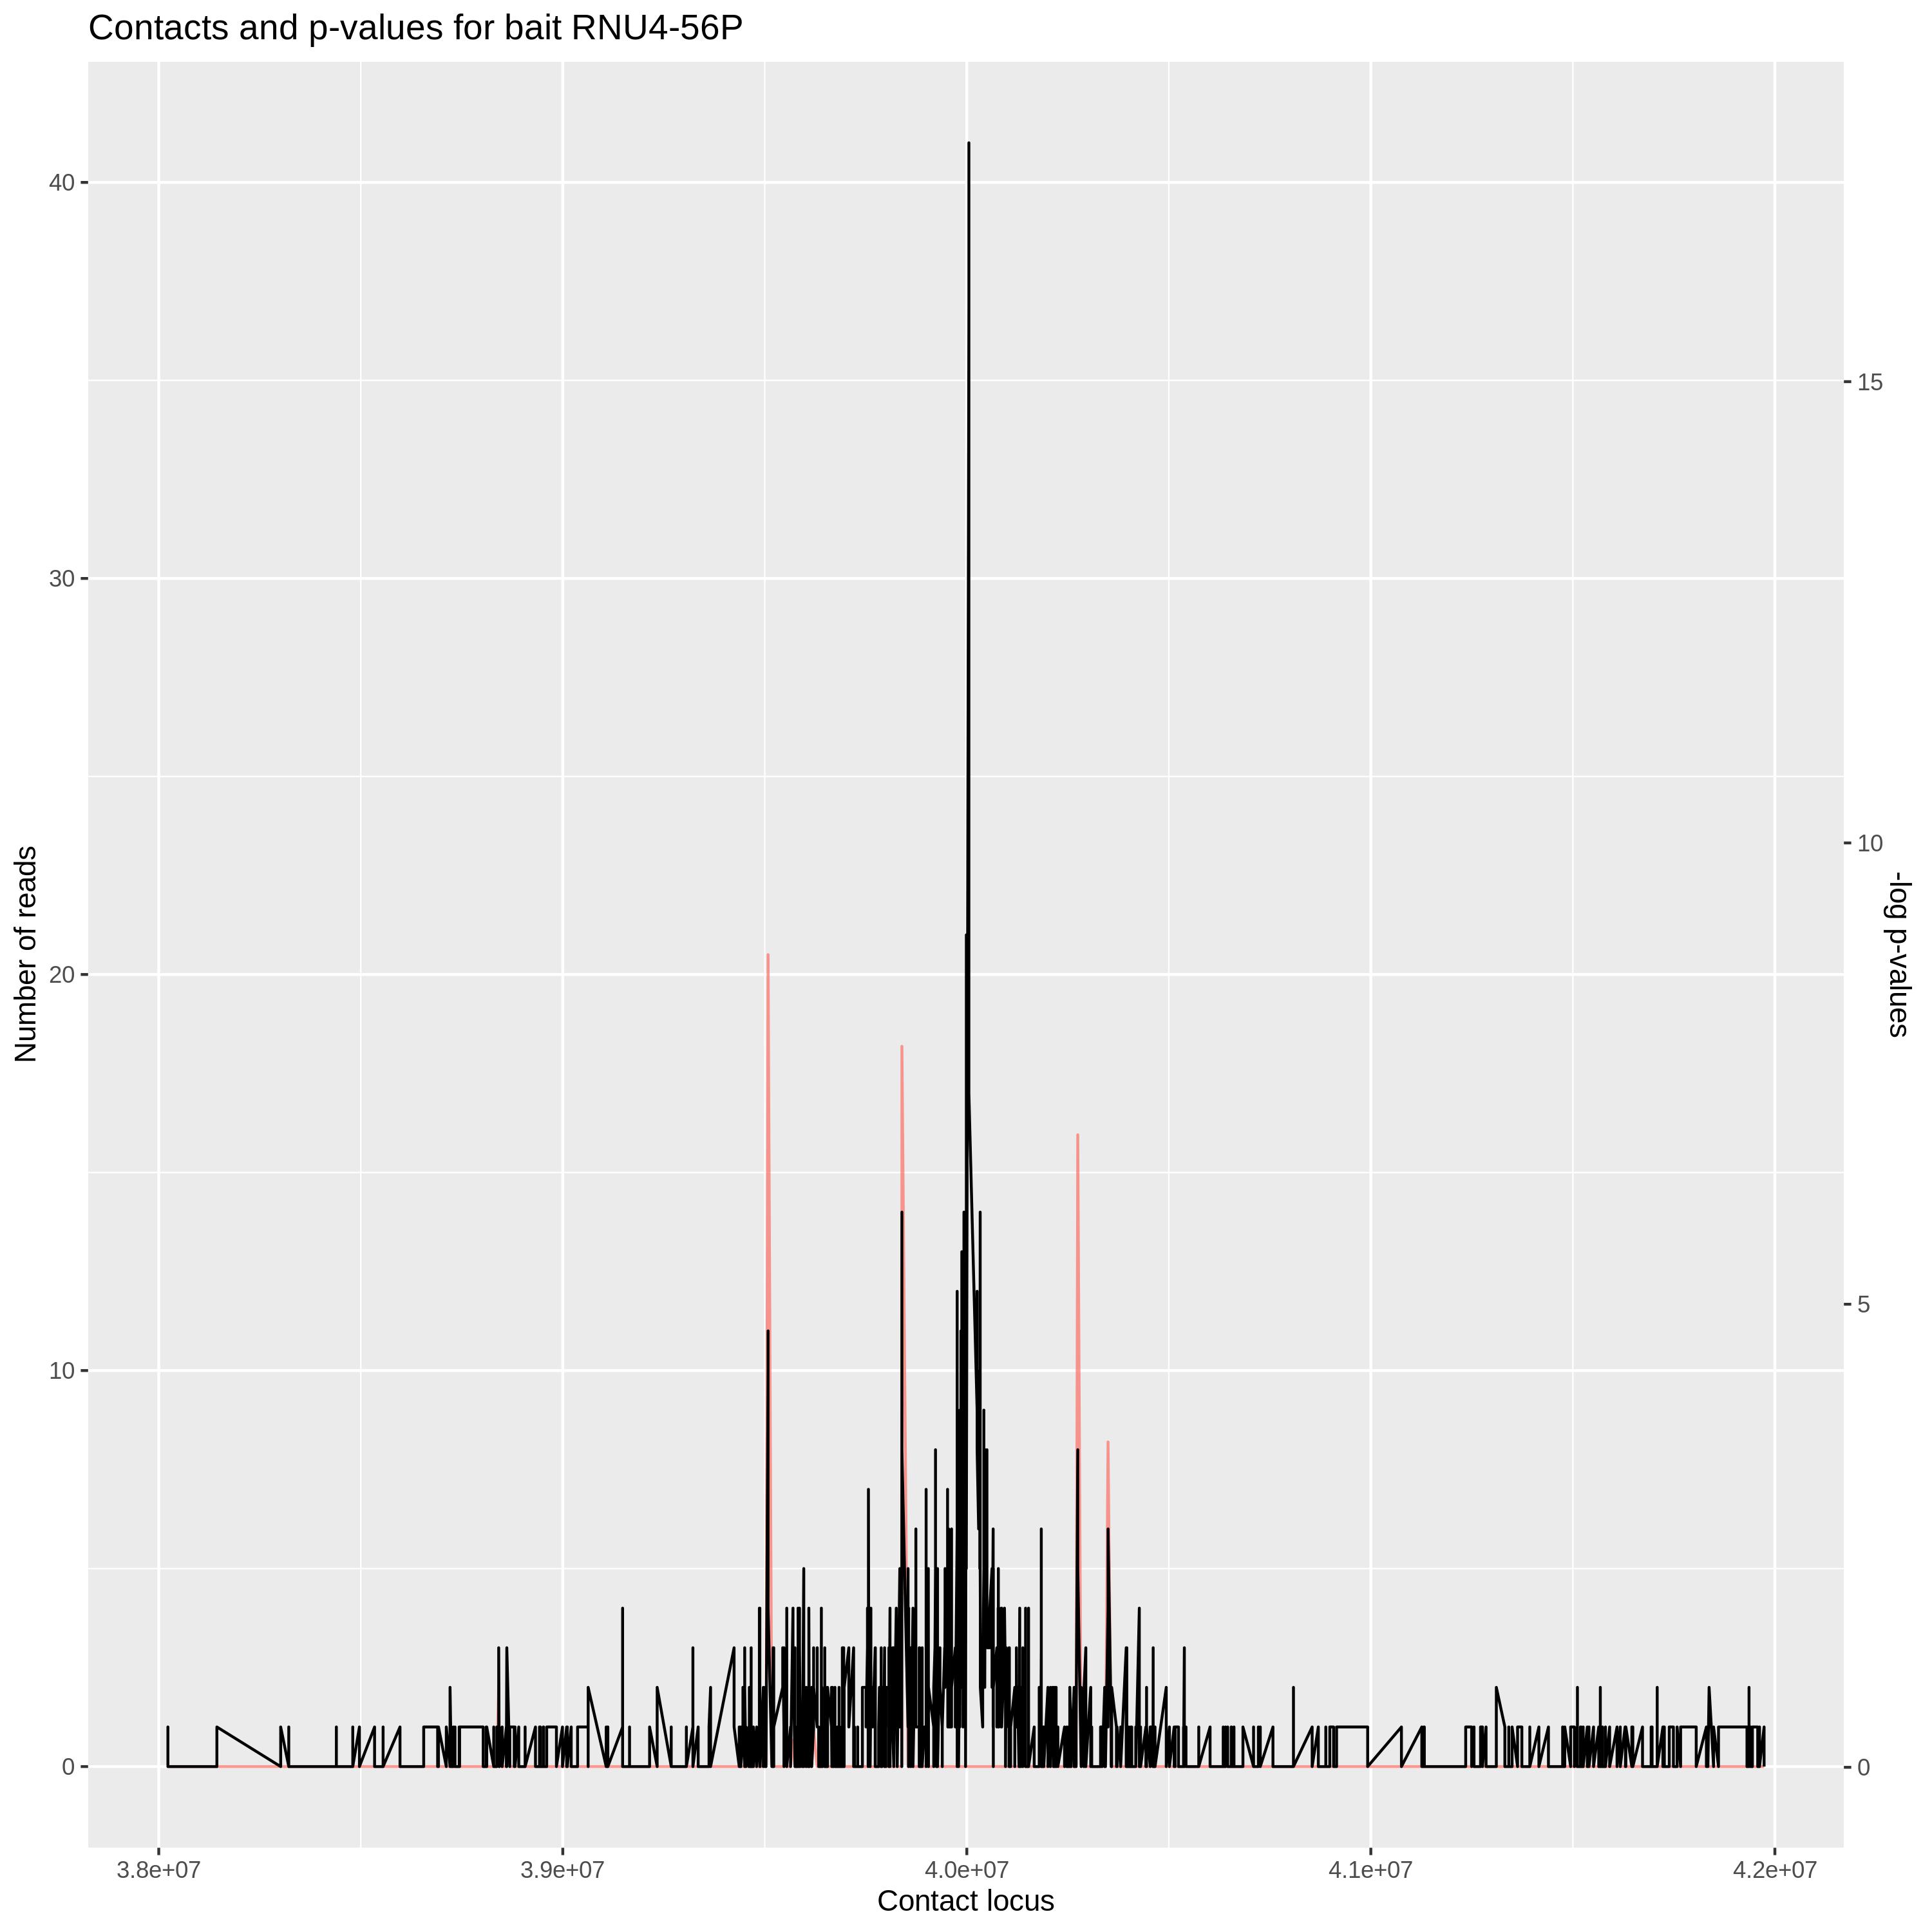 Contacts and p-values for bait RNU4-56P
Number of reads
40
30
20
10
0
15
10
5
0
-log p-values
3.8e+07
3.9e+07
4.0e+07
4.1e+07
4.2e+07
Contact locus